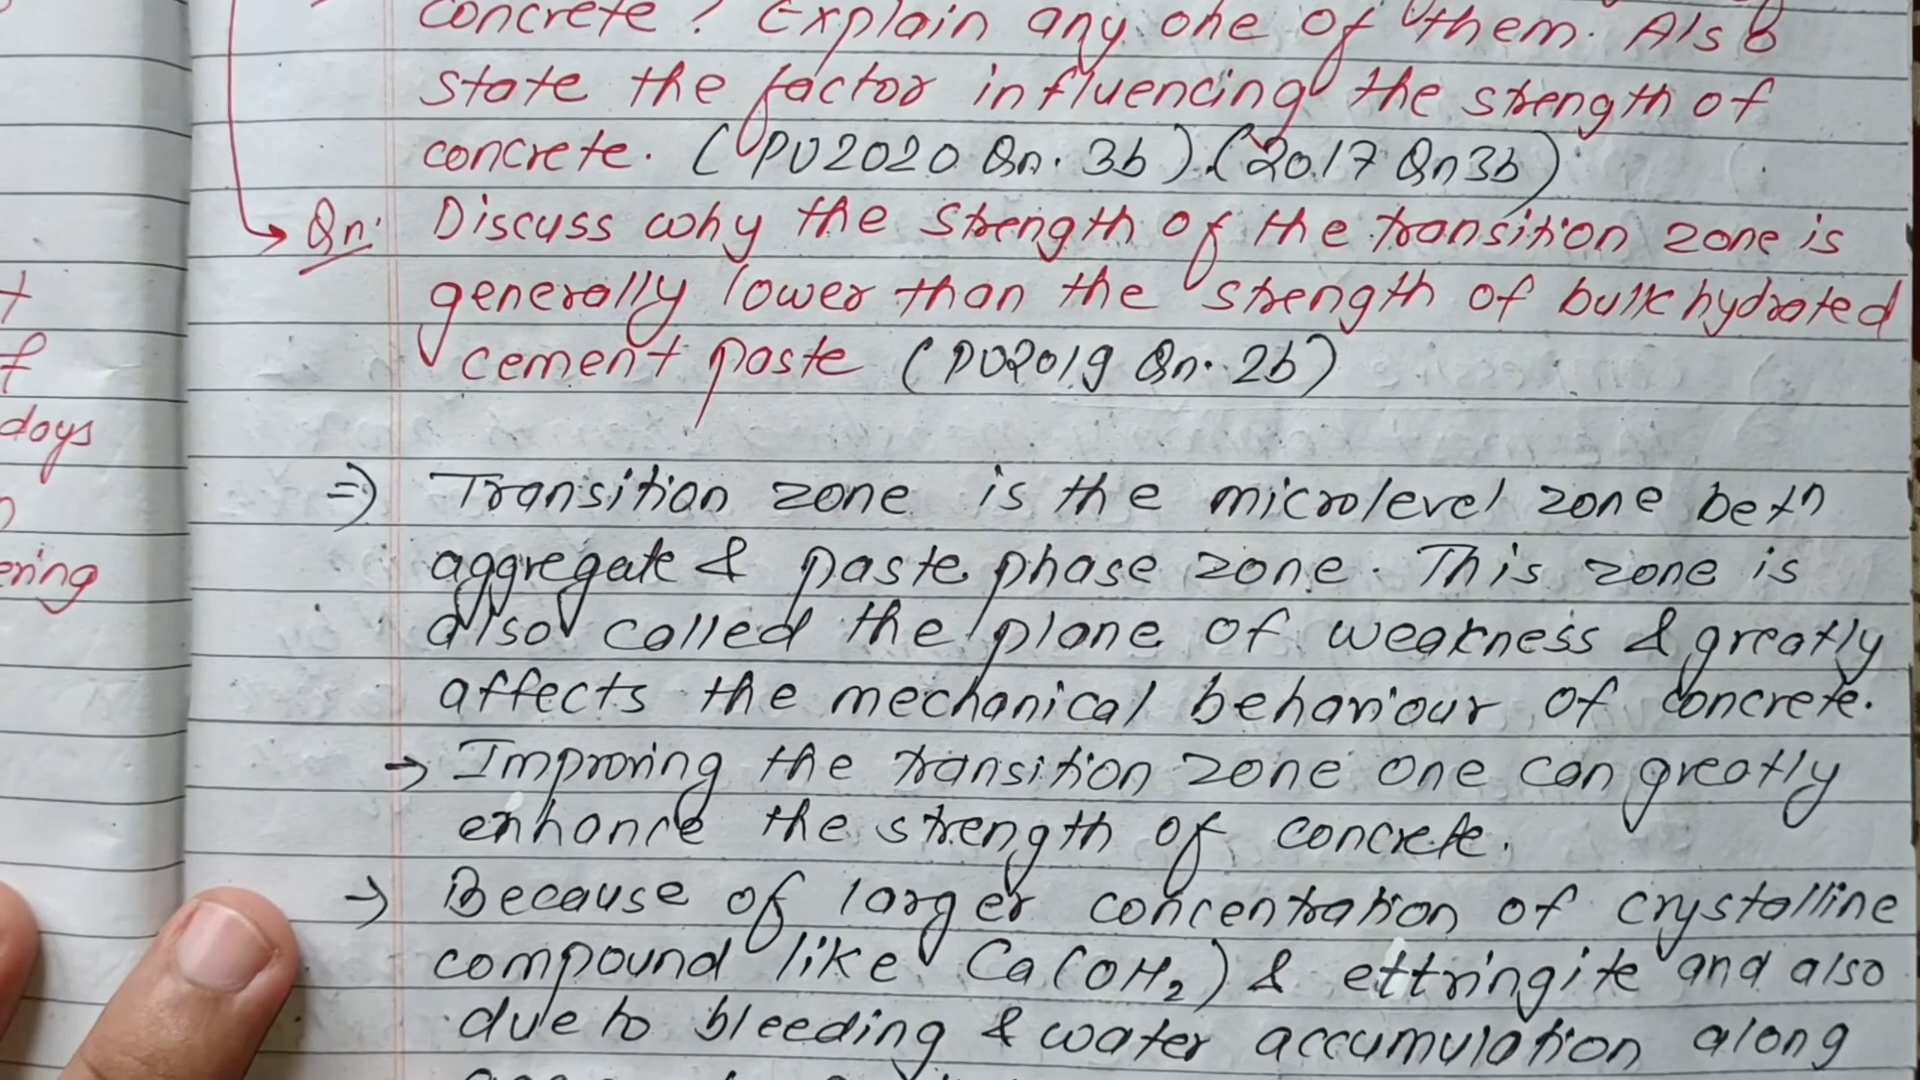 concrete? Explain any one of them. Also
state the factor influencing the strength of
concrete. (PU2020 Qn. 3b).(2017 Qn3b)
Qn: Discuss why the strength of the transition zone is
generally lower than the strength of bulk hydrated
cement paste (PU2019 Qn. 2b)
t
f
days
ering
=) Transition zone is the microlevel zone betn
aggregate & paste phase zone. This zone is
also called the plane of weakness & greatly
affects the mechanical behaviour of concrete.
→ Improving the transition zone one can greatly
enhance the strength of concrete.
→ Because of larger concentration of crystalline
compound like Ca(OH₂) & ettringite and also
due to bleeding & water accumulation along